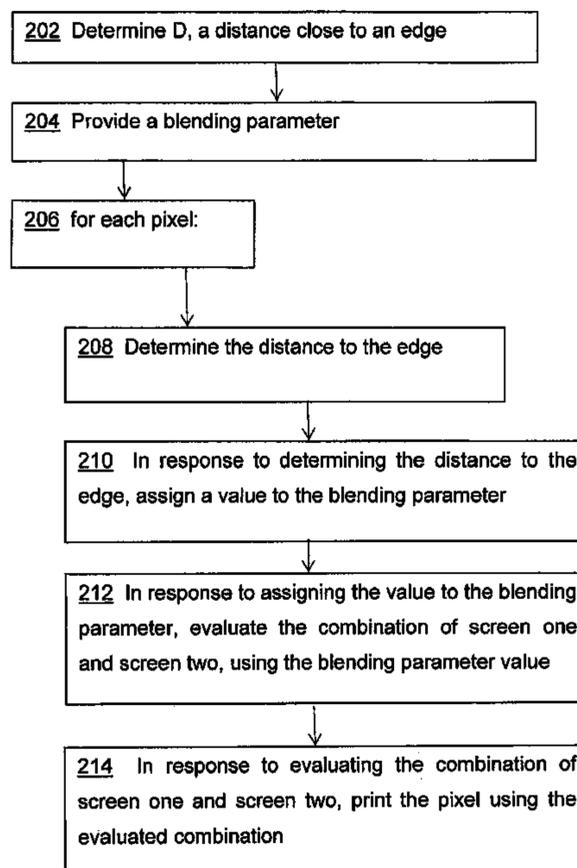 202 Determine D, a distance close to an edge
204 Provide a blending parameter
206 for each pixel:
208 Determine the distance to the edge
210 In response to determining the distance to the
edge, assign a value to the blending parameter
212 In response to assigning the value to the blending
parameter, evaluate the combination of screen one
and screen two, using the blending parameter value
214 In response to evaluating the combination of
screen one and screen two, print the pixel using the
evaluated combination